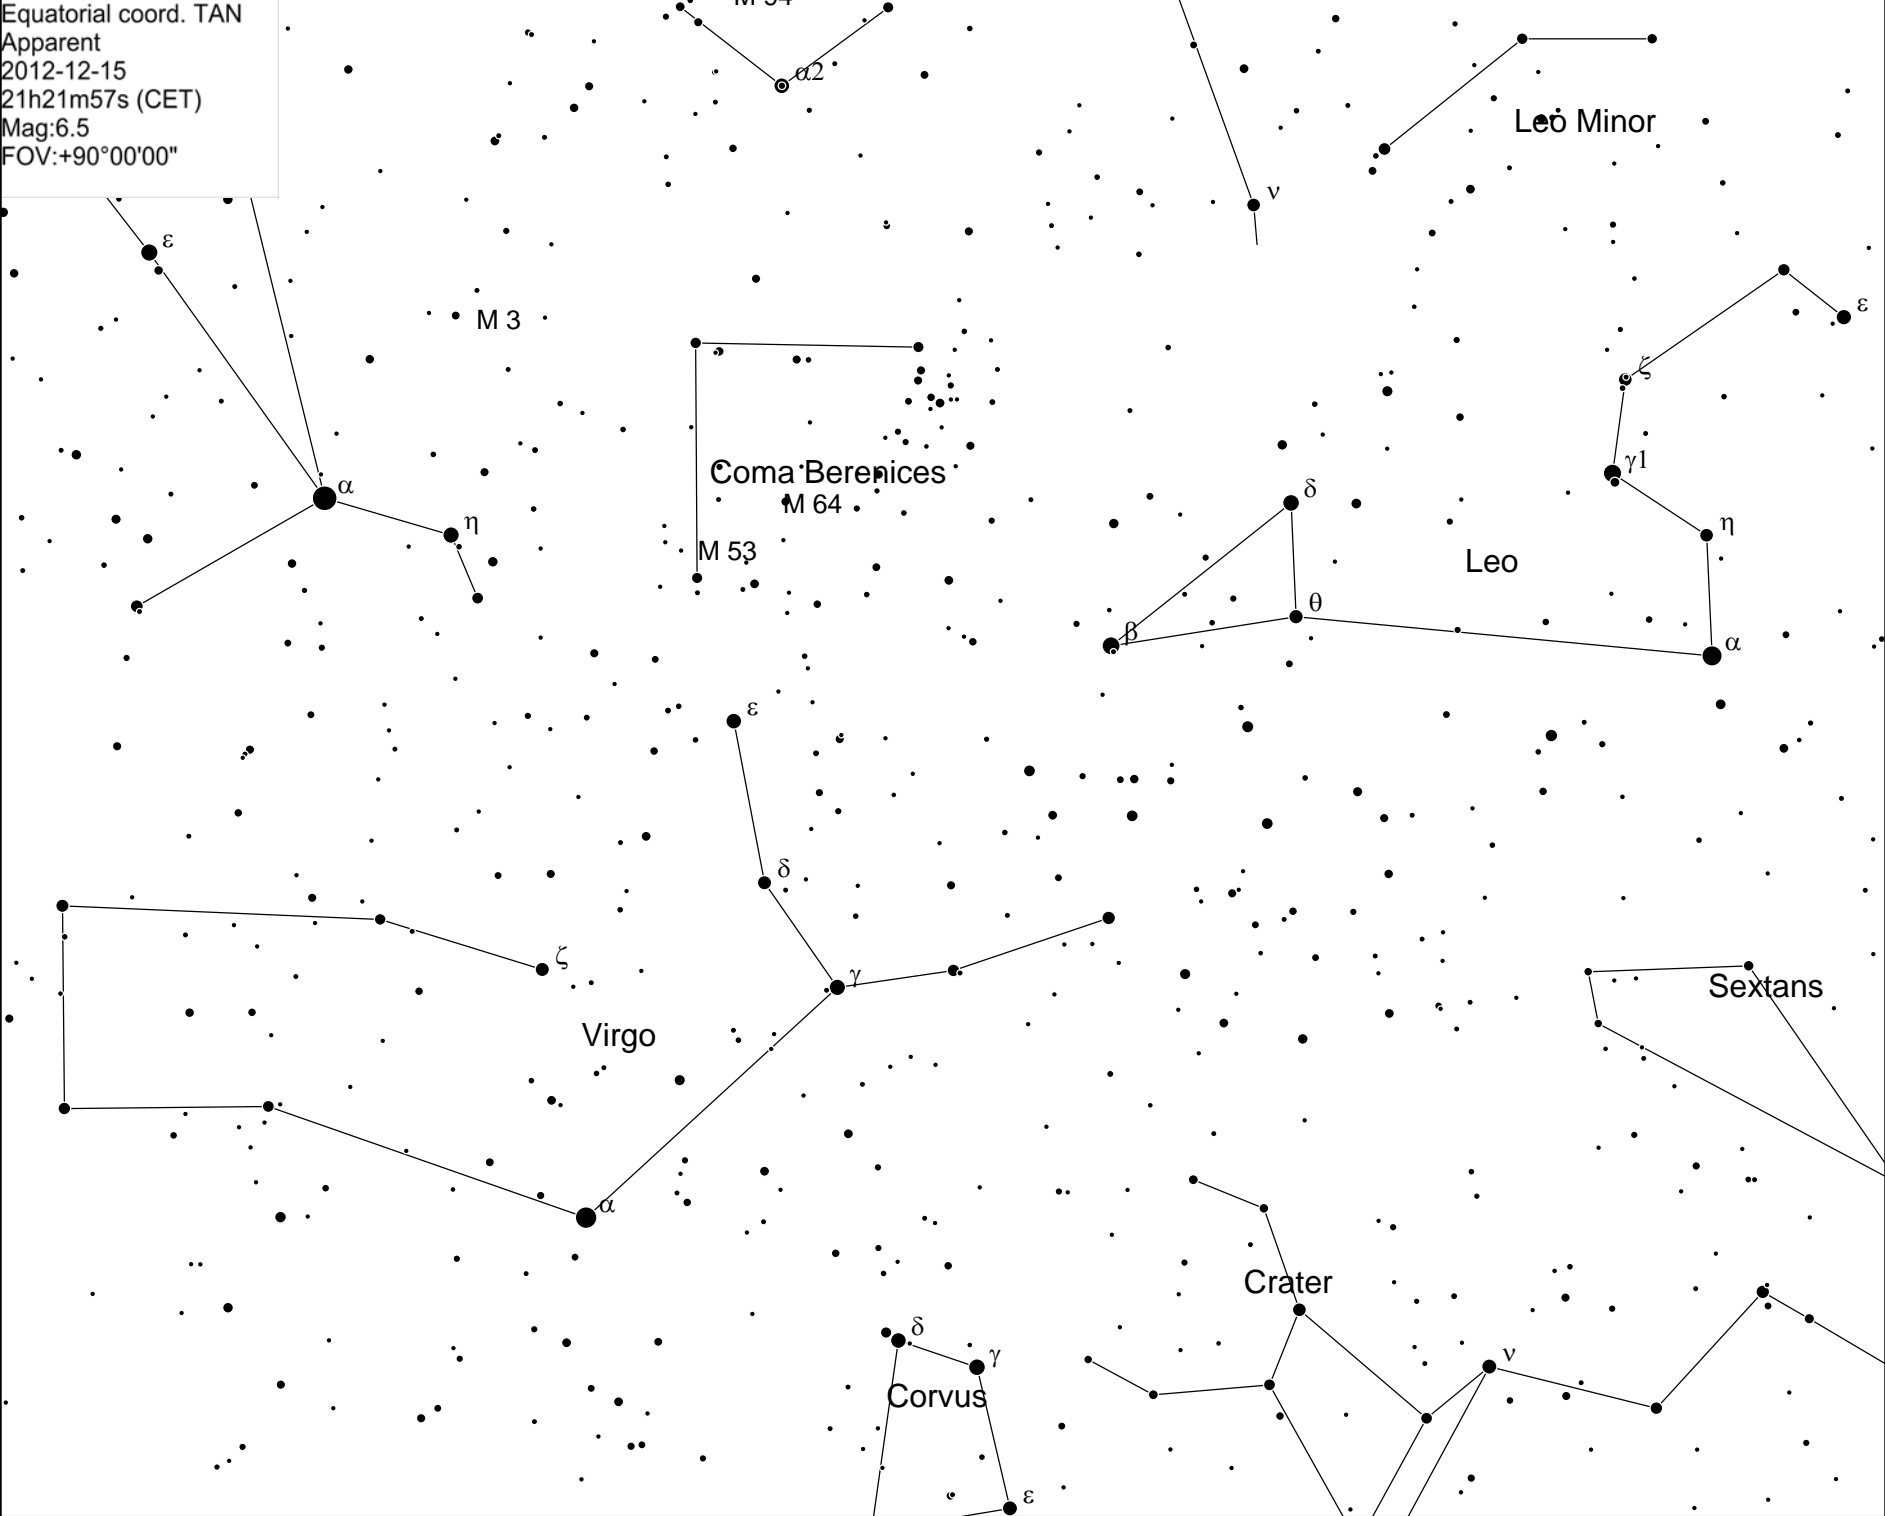 Equatorial coord. TAN
Apparent
2012-12-15
21h21m57s (CET)
Mag:6.5
FOV:+90°00'00"
M 94
α2
Leo Minor
ν
ε
ε
M 3
ζ
γ1
Coma Berenices
M 64
α
δ
η
η
M 53
Leo
θ
β
α
ε
δ
ζ
γ
Sextans
Virgo
α
Crater
δ
γ
ν
Corvus
ε